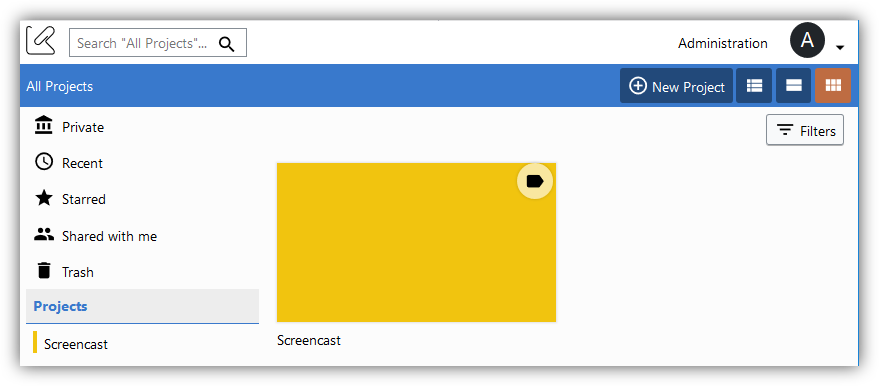 Search "All Projects"...
Administration
A
All Projects
New Project
Private
Filters
Recent
Starred
Shared with me
Trash
Projects
Screencast
Screencast